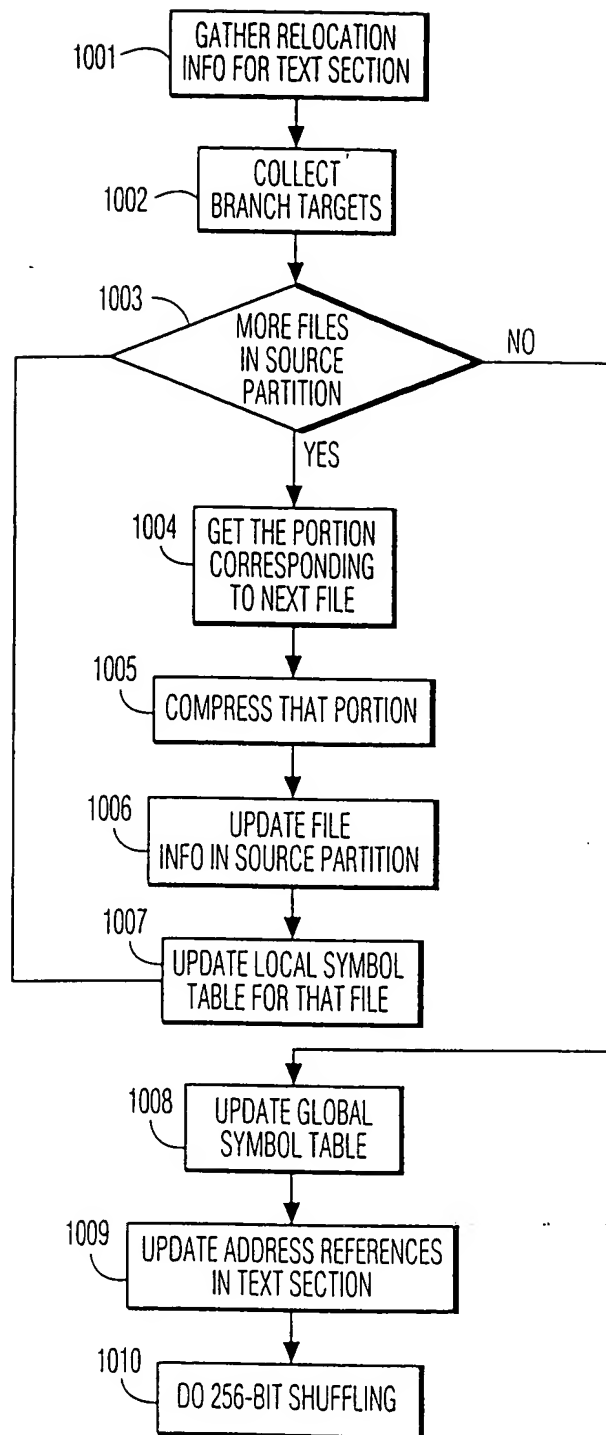 1001
GATHER RELOCATION
INFO FOR TEXT SECTION
1002
COLLECT
BRANCH TARGETS
1003
MORE FILES
IN SOURCE
PARTITION
NO
YES
1004
GET THE PORTION
CORRESPONDING
TO NEXT FILE
1005
COMPRESS THAT PORTION
1006
UPDATE FILE
INFO IN SOURCE PARTITION
1007
UPDATE LOCAL SYMBOL
TABLE FOR THAT FILE
1008
UPDATE GLOBAL
SYMBOL TABLE
1009
UPDATE ADDRESS REFERENCES
IN TEXT SECTION
1010
DO 256-BIT SHUFFLING